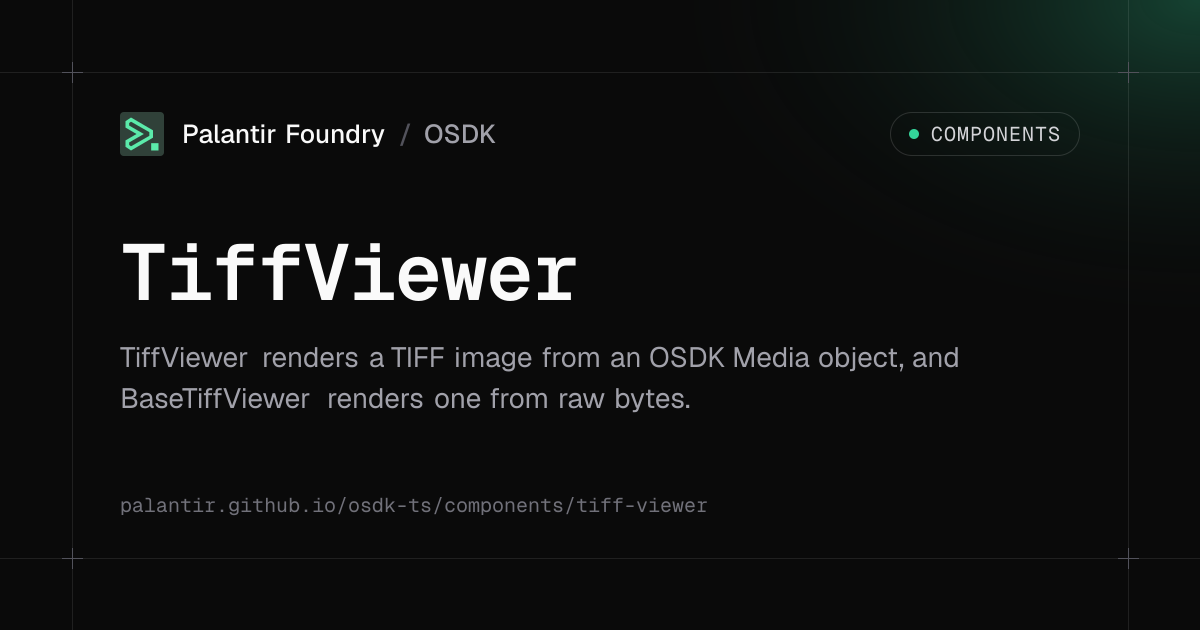 Palantir Foundry / OSDK
COMPONENTS
TiffViewer
TiffViewer renders a TIFF image from an OSDK Media object, and
BaseTiffViewer renders one from raw bytes.
palantir.github.io/osdk-ts/components/tiff-viewer